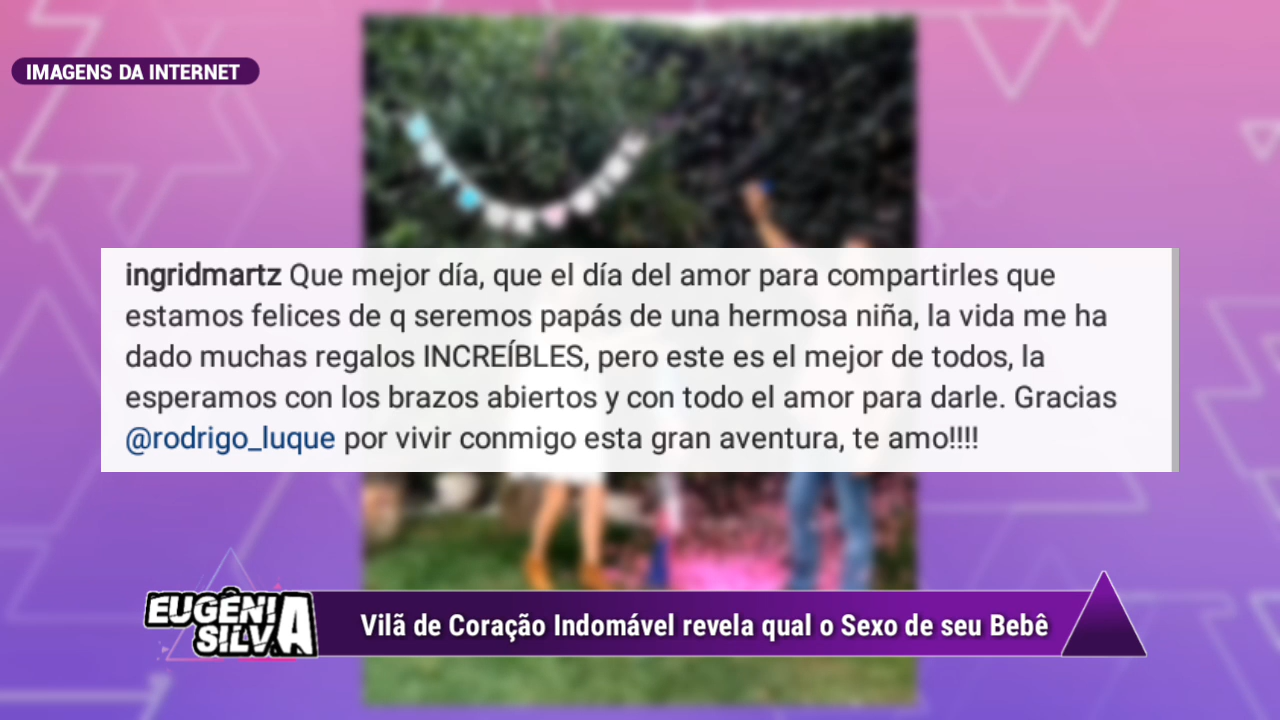 IMAGENS DA INTERNET
ingridmartz Que mejor día, que el día del amor para compartirles que
estamos felices de q seremos papás de una hermosa niña, la vida me ha
dado muchas regalos INCREÍBLES, pero este es el mejor de todos, la
esperamos con los brazos abiertos y con todo el amor para darle. Gracias
@rodrigo_luque por vivir conmigo esta gran aventura, te amo!!!!
EUGÊNIA
SILVA
Vilã de Coração Indomável revela qual o Sexo de seu Bebê